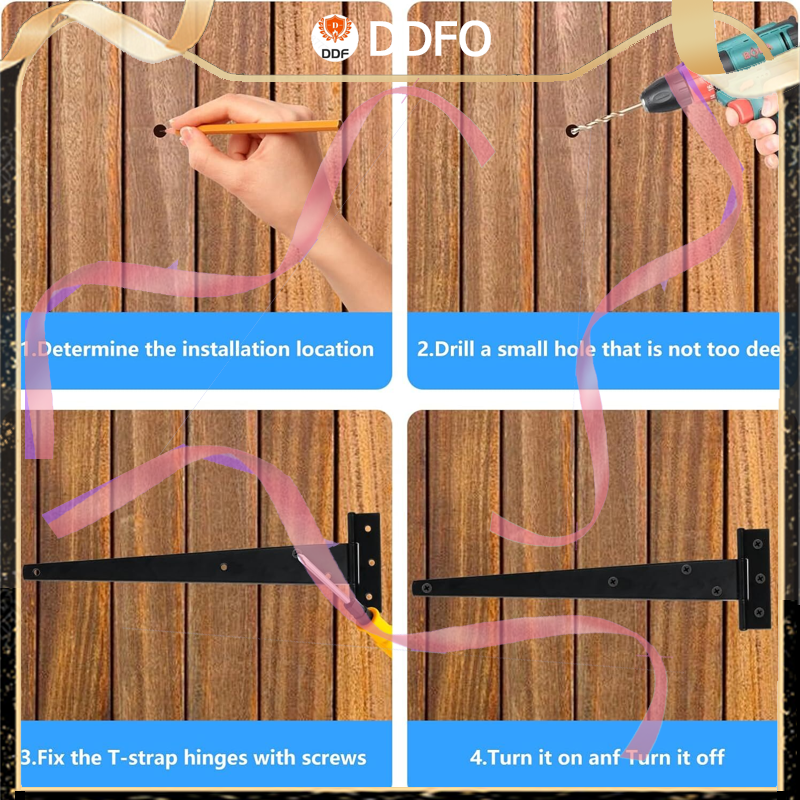 DDF
DDFO
1.Determine the installation location
2.Drill a small hole that is not too dee
3.Fix the T-strap hinges with screws
4.Turn it on anf Turn it off